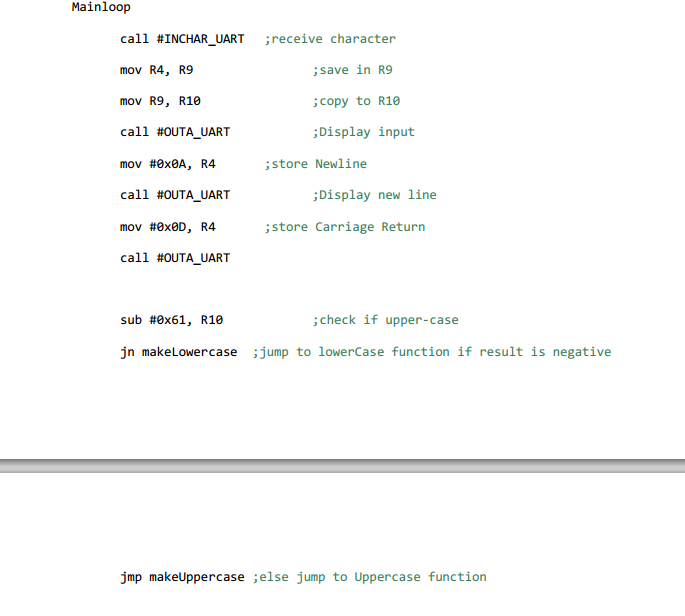 Mainloop
call #INCHAR_UART ;receive character
mov R4, R9 ;save in R9
mov R9, R10 ;copy to R10
call #OUTA_UART ;Display input
mov #0x0A, R4 ;store Newline
call #OUTA_UART ;Display new line
mov #0x0D, R4 ;store Carriage Return
call #OUTA_UART
sub #0x61, R10 ;check if upper-case
jn makeLowercase ;jump to lowerCase function if result is negative
jmp makeUppercase ;else jump to Uppercase function